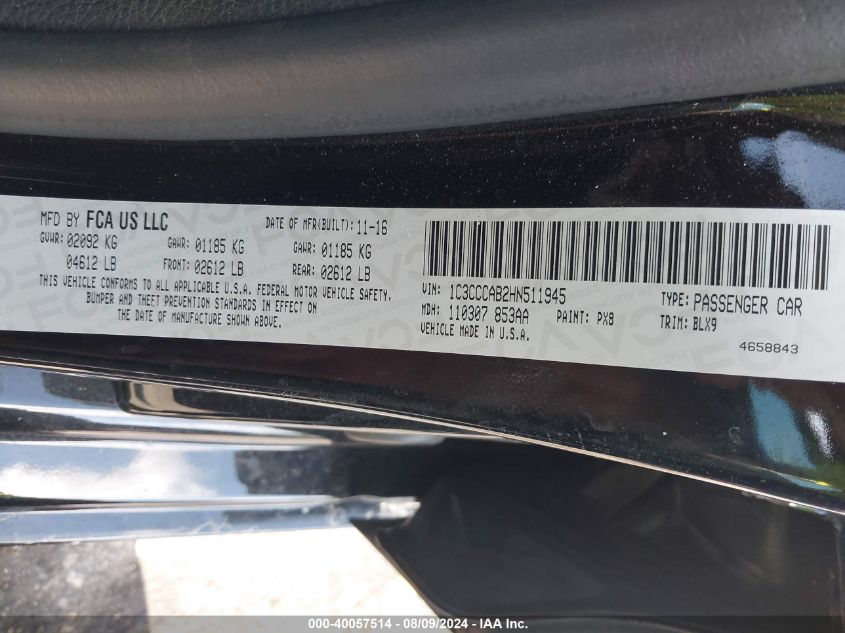 MFD BY FCA US LLC
DATE OF MFR(BUILT): 11-16
GVWR: 02092 KG
GAWR: 01185 KG
GAWR: 01185 KG
04612 LB
FRONT: 02612 LB
REAR: 02612 LB
THIS VEHICLE CONFORMS TO ALL APPLICABLE U.S.A. FEDERAL MOTOR VEHICLE SAFETY,
BUMPER AND THEFT PREVENTION STANDARDS IN EFFECT ON
THE DATE OF MANUFACTURE SHOWN ABOVE.
VIN: 1C3CCCAB2HN511945
TYPE: PASSENGER CAR
MDH: 110307 853AA
PAINT: PX8
TRIM: BLX9
VEHICLE MADE IN U.S.A.
4658843
000-40057514 - 08/09/2024 - IAA Inc.